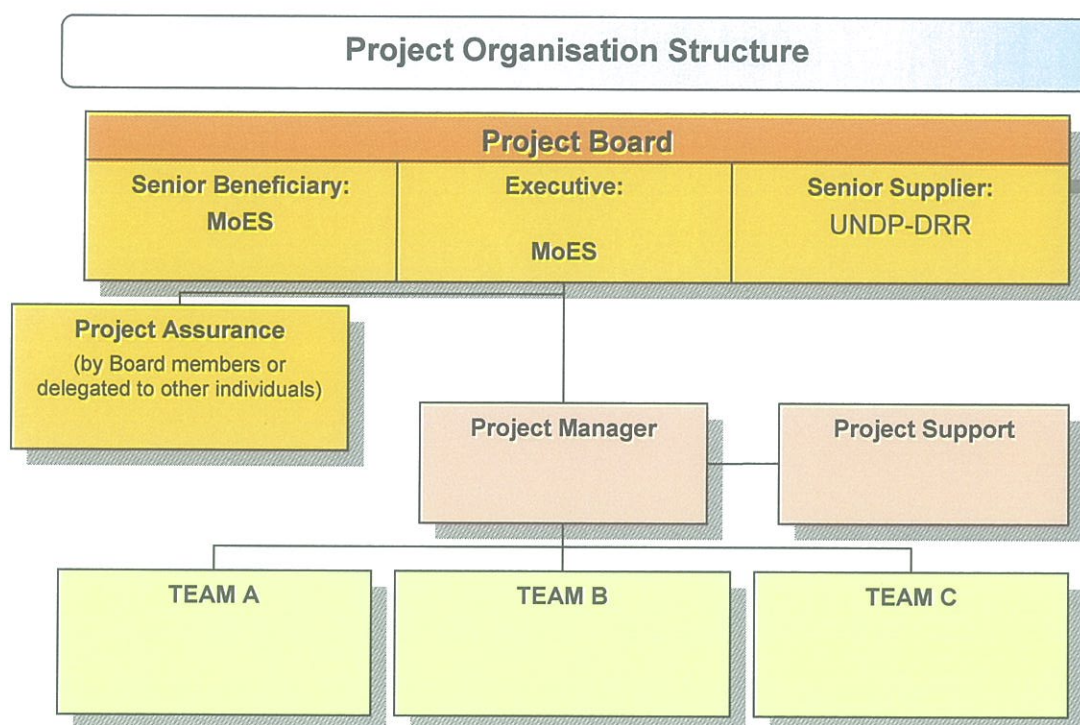 Project Organisation Structure
Project Board
Senior Beneficiary:
MoES
Executive:
MoES
Senior Supplier:
UNDP-DRR
Project Assurance
(by Board members or
delegated to other individuals)
Project Manager
Project Support
TEAM A
TEAM B
TEAM C